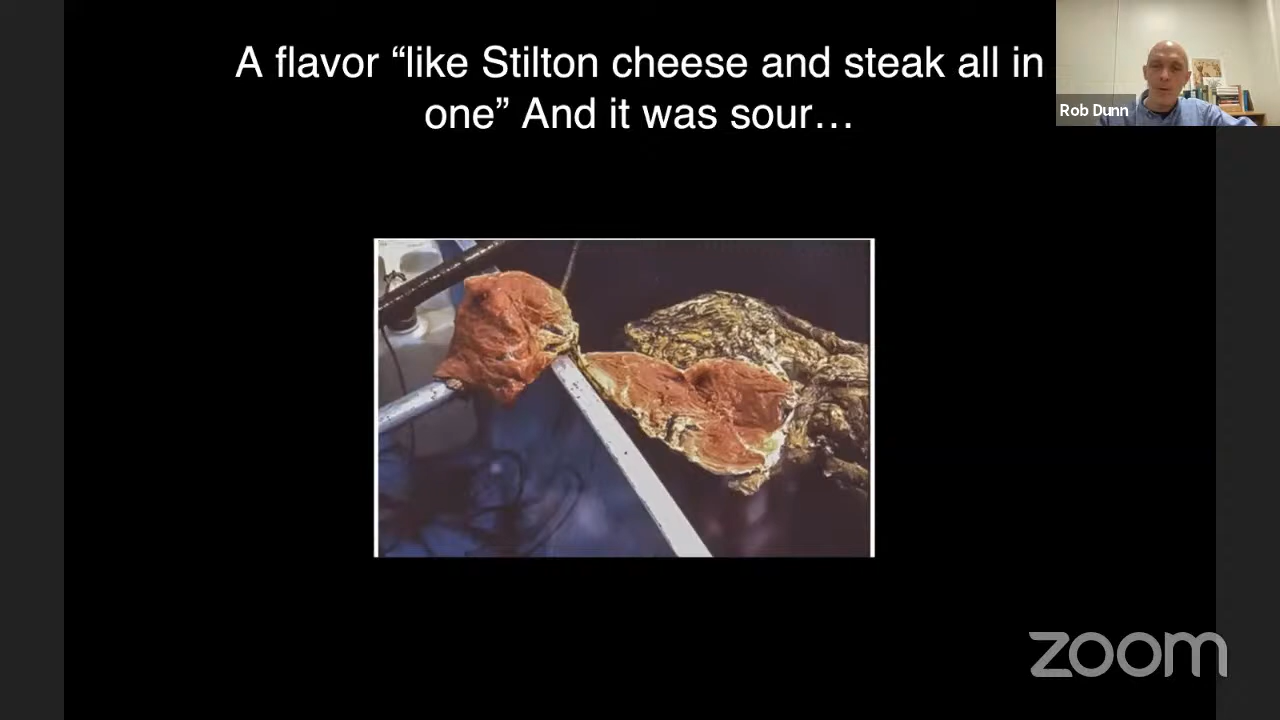 A flavor “like Stilton cheese and steak all in
one” And it was sour…
Rob Dunn
zoom